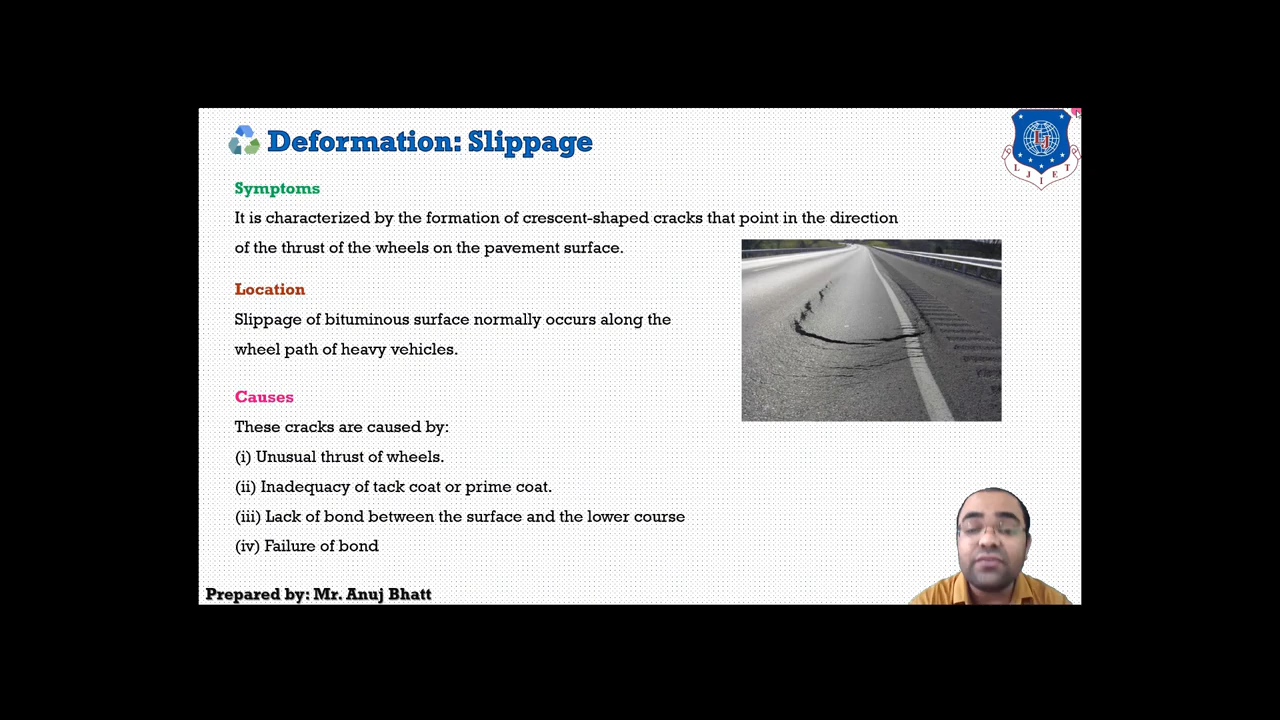 Deformation: Slippage
LJ
LJIET
Symptoms
It is characterized by the formation of crescent-shaped cracks that point in the direction
of the thrust of the wheels on the pavement surface.
Location
Slippage of bituminous surface normally occurs along the
wheel path of heavy vehicles.
Causes
These cracks are caused by:
(i) Unusual thrust of wheels.
(ii) Inadequacy of tack coat or prime coat.
(iii) Lack of bond between the surface and the lower course
(iv) Failure of bond
Prepared by: Mr. Anuj Bhatt